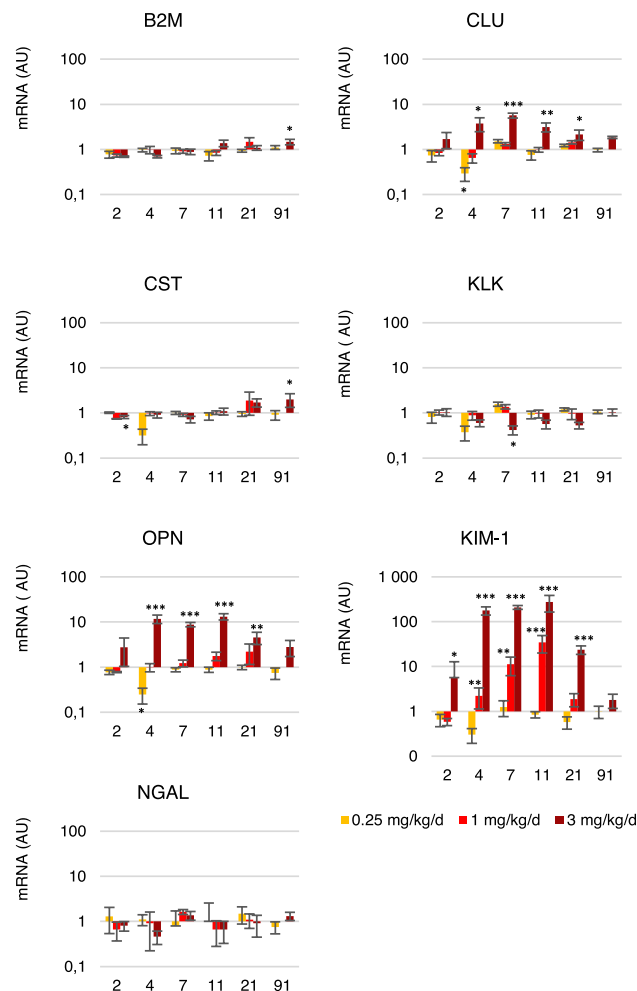 B2M
mRNA (AU)
100
10
1
0,1
*
2 4 7 11 21 91
CLU
mRNA (AU)
100
10
1
0,1
* * *** ** *
2 4 7 11 21 91
CST
mRNA (AU)
100
10
1
0,1
* *
2 4 7 11 21 91
KLK
mRNA ( AU)
100
10
1
0,1
*
2 4 7 11 21 91
OPN
mRNA ( AU)
100
10
1
0,1
* *** *** *** **
2 4 7 11 21 91
KIM-1
mRNA (AU)
1 000
100
10
1
0
* ** *** ** *** *** *** ***
2 4 7 11 21 91
NGAL
mRNA (AU)
100
10
1
0,1
2 4 7 11 21 91
0.25 mg/kg/d 1 mg/kg/d 3 mg/kg/d